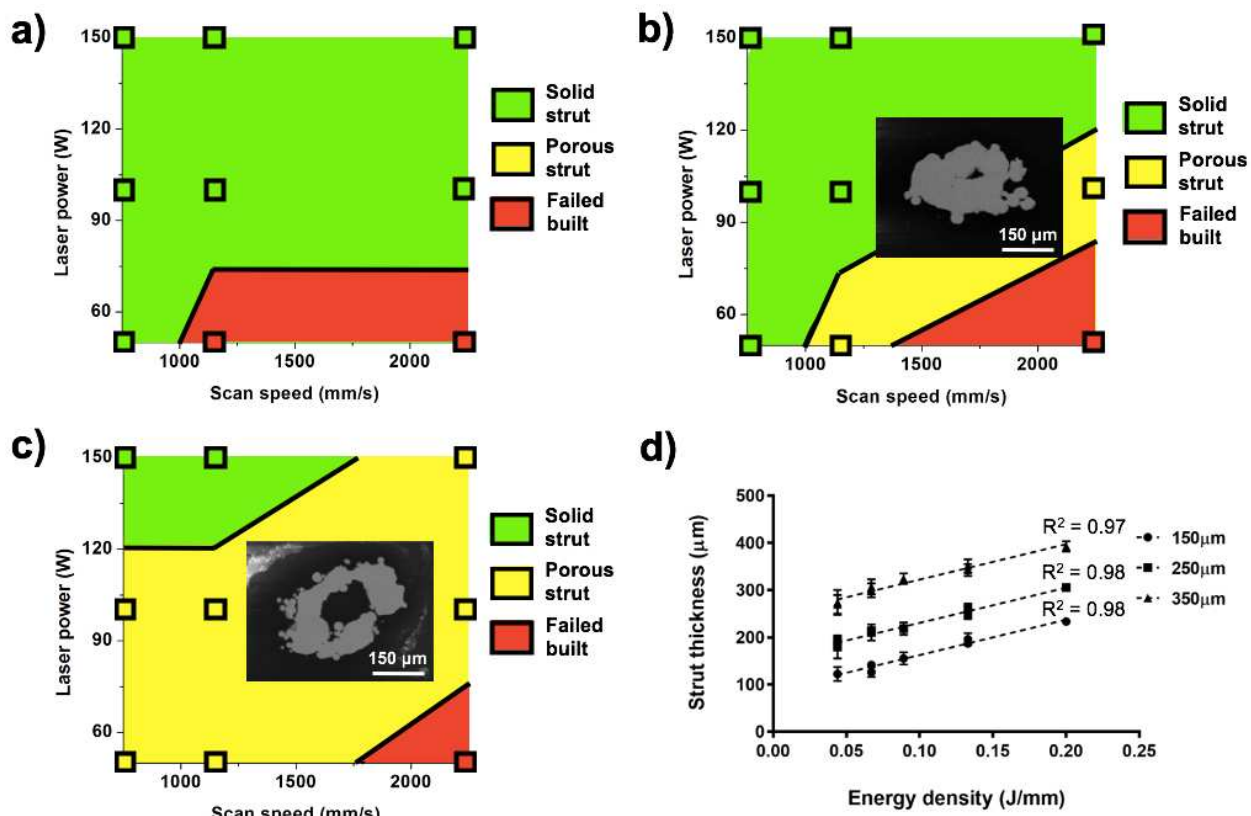 a)
150
120
90
60
Laser power (W)
1000 1500 2000
Scan speed (mm/s)
Solid
strut
Porous
strut
Failed
built
b)
150
120
90
60
Laser power (W)
150 µm
1000 1500 2000
Scan speed (mm/s)
Solid
strut
Porous
strut
Failed
built
c)
150
120
90
60
Laser power (W)
150 µm
1000 1500 2000
Scan speed (mm/s)
Solid
strut
Porous
strut
Failed
built
d)
500
400
300
200
100
0
Strut thickness (µm)
R² = 0.97
R² = 0.98
R² = 0.98
150µm
250µm
350µm
0.00 0.05 0.10 0.15 0.20 0.25
Energy density (J/mm)